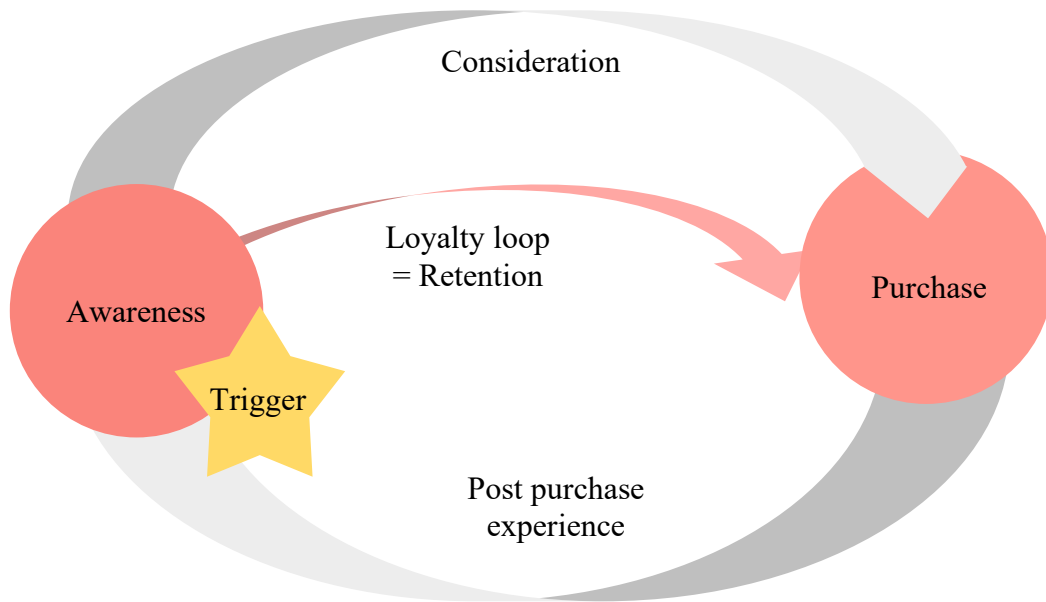 Consideration
Loyalty loop
= Retention
Purchase
Awareness
Trigger
Post purchase
experience